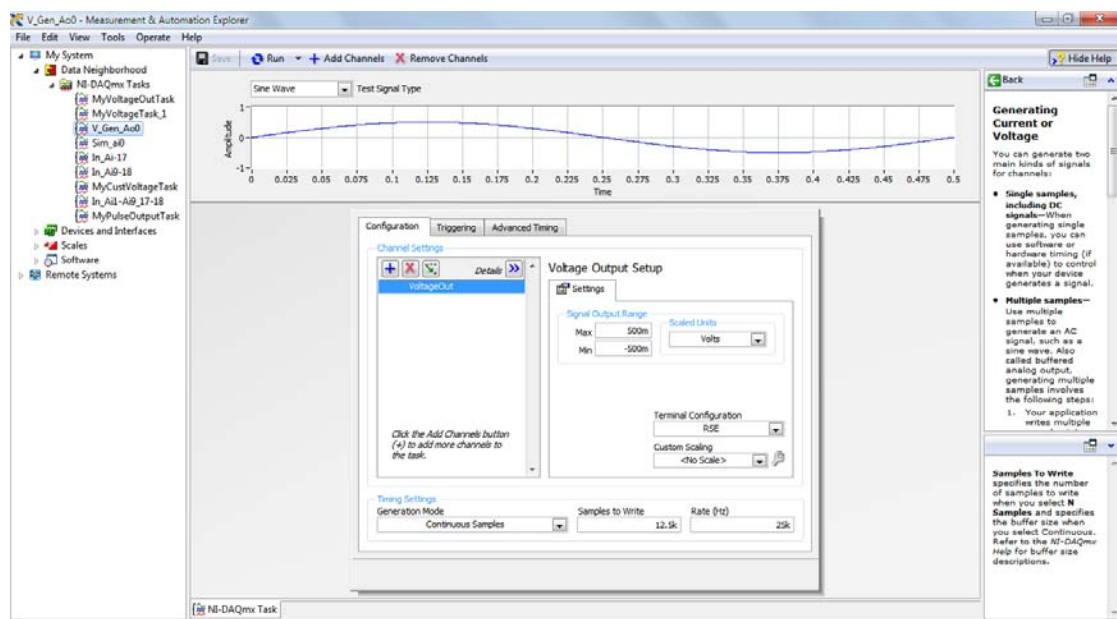 V_Gen_Ao0 - Measurement & Automation Explorer
File Edit View Tools Operate Help
My System
Data Neighborhood
NI-DAQmx Tasks
MyVoltageOutTask
MyVoltageTask_1
V_Gen_Ao0
Sim_ai0
In_Ai-17
In_Ai9-18
MyCustVoltageTask
In_Ai1-Ai9_17-18
MyPulseOutputTask
Devices and Interfaces
Scales
Software
Remote Systems
Save Run Add Channels Remove Channels Hide Help
Sine Wave Test Signal Type
Amplitude
1-
0-
-1-
0 0.025 0.05 0.075 0.1 0.125 0.15 0.175 0.2 0.225 0.25 0.275 0.3 0.325 0.35 0.375 0.4 0.425 0.45 0.475 0.5
Time
Configuration Triggering Advanced Timing
Channel Settings
Details
VoltageOut
Click the Add Channels button
(+) to add more channels to
the task.
Voltage Output Setup
Settings
Signal Output Range
Max 500m
Min -500m
Scaled Units
Volts
Terminal Configuration
RSE
Custom Scaling
<No Scale>
Timing Settings
Generation Mode Samples to Write Rate (Hz)
Continuous Samples 12.5k 25k
NI-DAQmx Task
Back
Generating
Current or
Voltage
You can generate two
main kinds of signals
for channels:
• Single samples,
including DC
signals—When
generating single
samples, you can
use software or
hardware timing (if
available) to control
when your device
generates a signal.
• Multiple samples—
Use multiple
samples to
generate an AC
signal, such as a
sine wave. Also
called buffered
analog output,
generating multiple
samples involves
the following steps:
1. Your application
writes multiple
Samples To Write
specifies the number
of samples to write
when you select N
Samples and specifies
the buffer size when
you select Continuous.
Refer to the NI-DAQmx
Help for buffer size
descriptions.